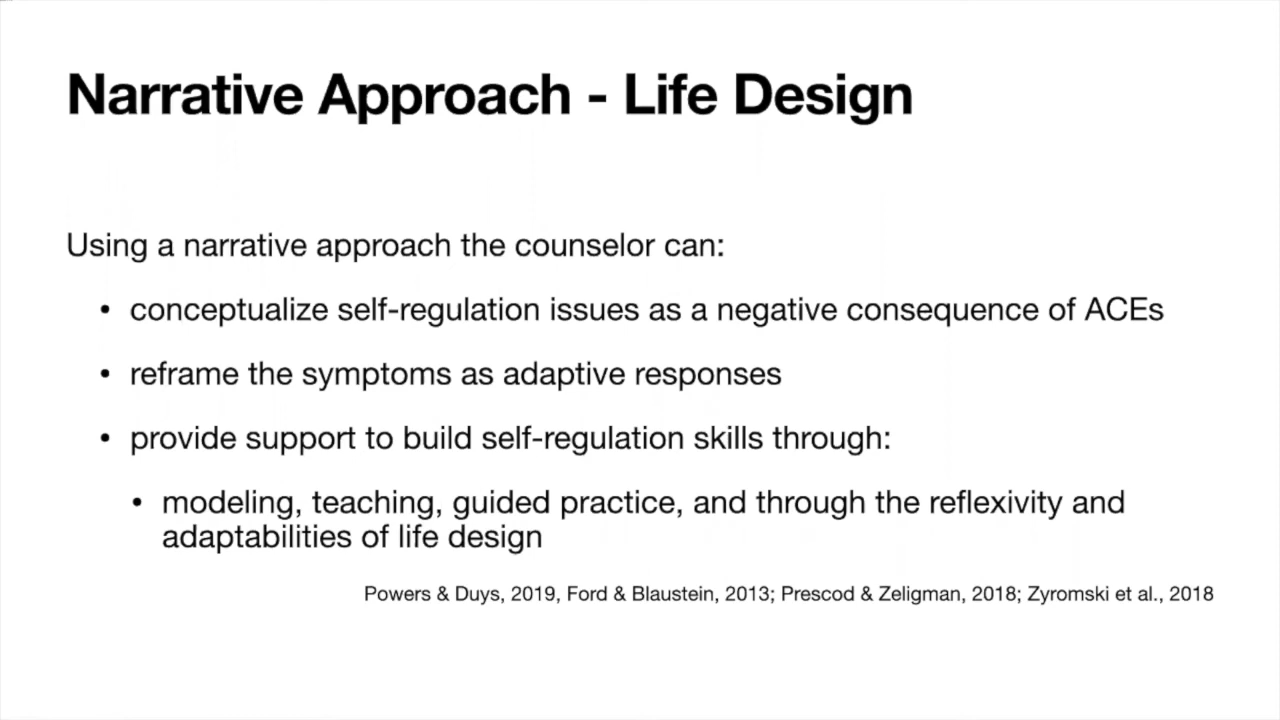 Narrative Approach - Life Design
Using a narrative approach the counselor can:
• conceptualize self-regulation issues as a negative consequence of ACEs
• reframe the symptoms as adaptive responses
• provide support to build self-regulation skills through:
• modeling, teaching, guided practice, and through the reflexivity and
adaptabilities of life design
Powers & Duys, 2019, Ford & Blaustein, 2013; Prescod & Zeligman, 2018; Zyromski et al., 2018